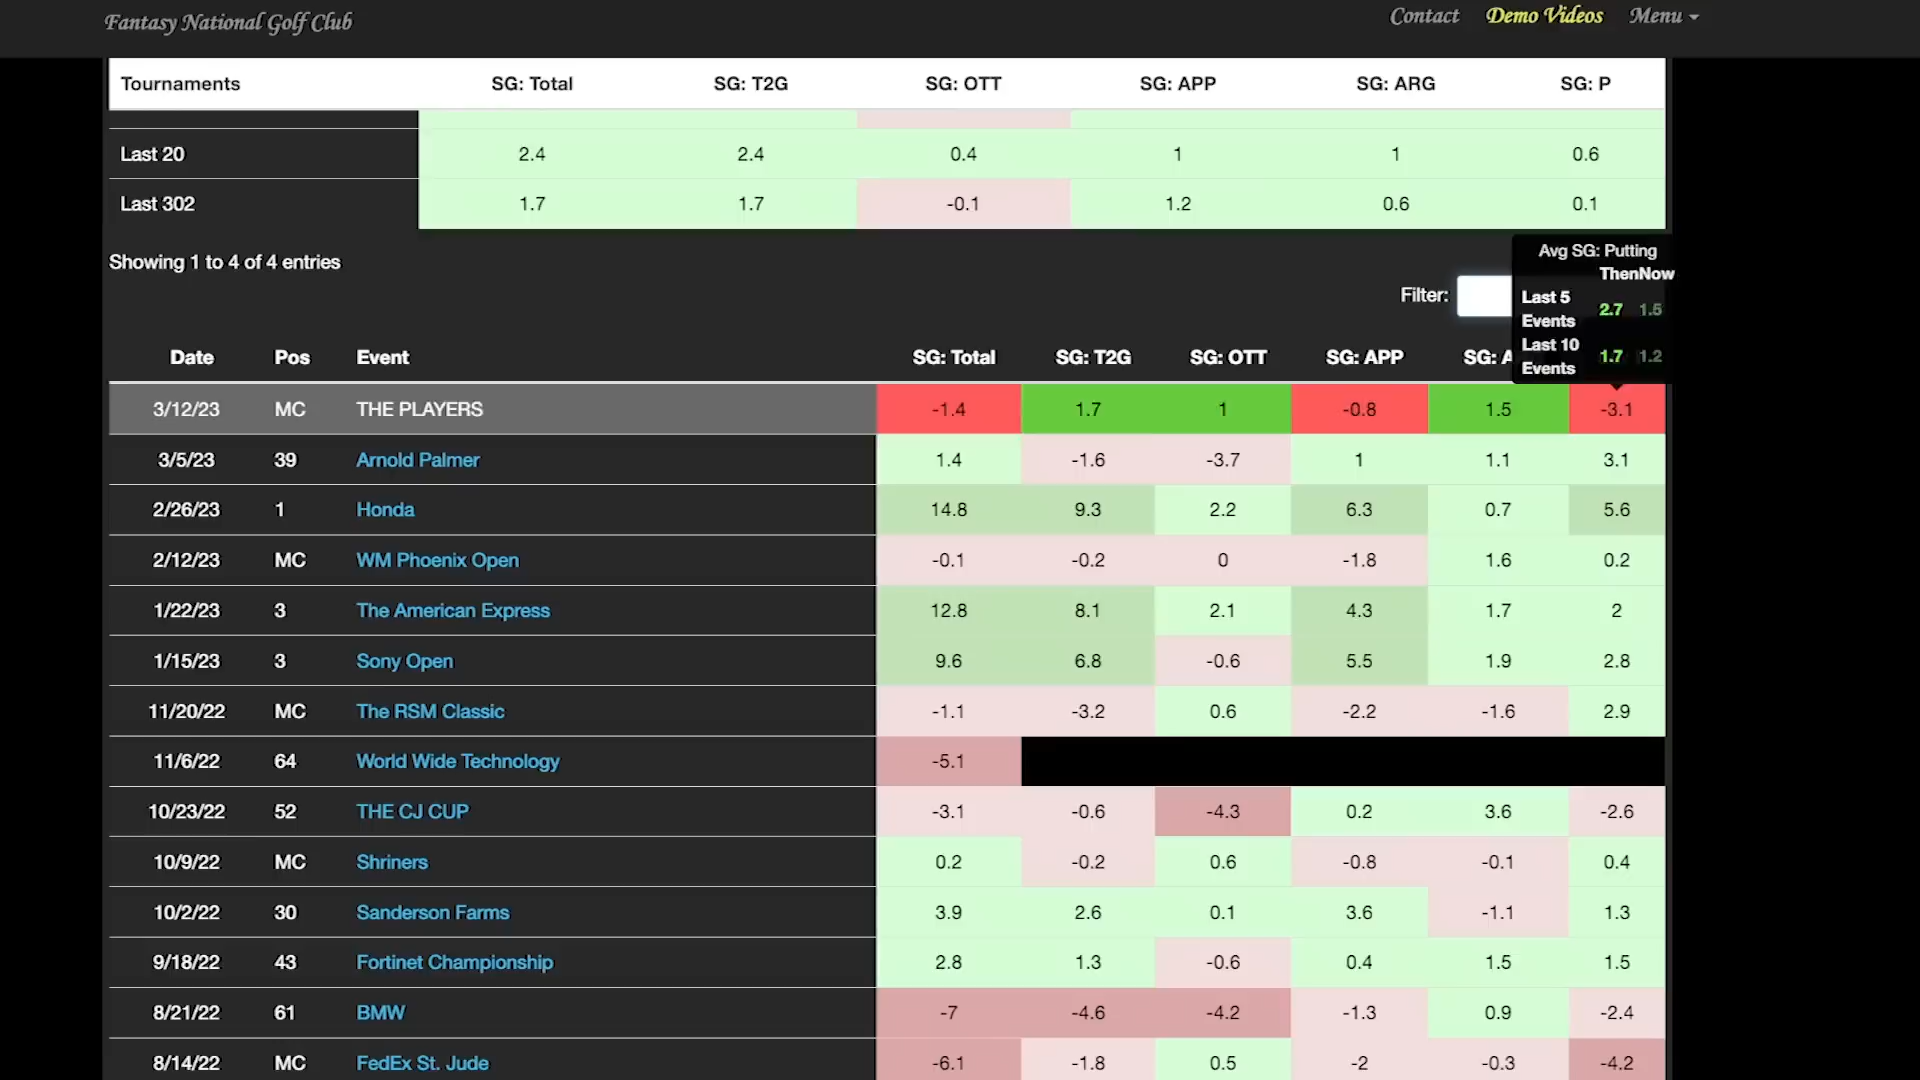 Fantasy National Golf Club Contact Demo Videos Menu
Tournaments SG: Total SG: T2G SG: OTT SG: APP SG: ARG SG: P
Last 20 2.4 2.4 0.4 1 1 0.6
Last 302 1.7 1.7 -0.1 1.2 0.6 0.1
Showing 1 to 4 of 4 entries
Filter:
Avg SG: Putting
ThenNow
Last 5 Events 2.7 1.5
Last 10 Events 1.7 1.2
Date Pos Event SG: Total SG: T2G SG: OTT SG: APP SG: A
3/12/23 MC THE PLAYERS -1.4 1.7 1 -0.8 1.5 -3.1
3/5/23 39 Arnold Palmer 1.4 -1.6 -3.7 1 1.1 3.1
2/26/23 1 Honda 14.8 9.3 2.2 6.3 0.7 5.6
2/12/23 MC WM Phoenix Open -0.1 -0.2 0 -1.8 1.6 0.2
1/22/23 3 The American Express 12.8 8.1 2.1 4.3 1.7 2
1/15/23 3 Sony Open 9.6 6.8 -0.6 5.5 1.9 2.8
11/20/22 MC The RSM Classic -1.1 -3.2 0.6 -2.2 -1.6 2.9
11/6/22 64 World Wide Technology -5.1
10/23/22 52 THE CJ CUP -3.1 -0.6 -4.3 0.2 3.6 -2.6
10/9/22 MC Shriners 0.2 -0.2 0.6 -0.8 -0.1 0.4
10/2/22 30 Sanderson Farms 3.9 2.6 0.1 3.6 -1.1 1.3
9/18/22 43 Fortinet Championship 2.8 1.3 -0.6 0.4 1.5 1.5
8/21/22 61 BMW -7 -4.6 -4.2 -1.3 0.9 -2.4
8/14/22 MC FedEx St. Jude -6.1 -1.8 0.5 -2 -0.3 -4.2